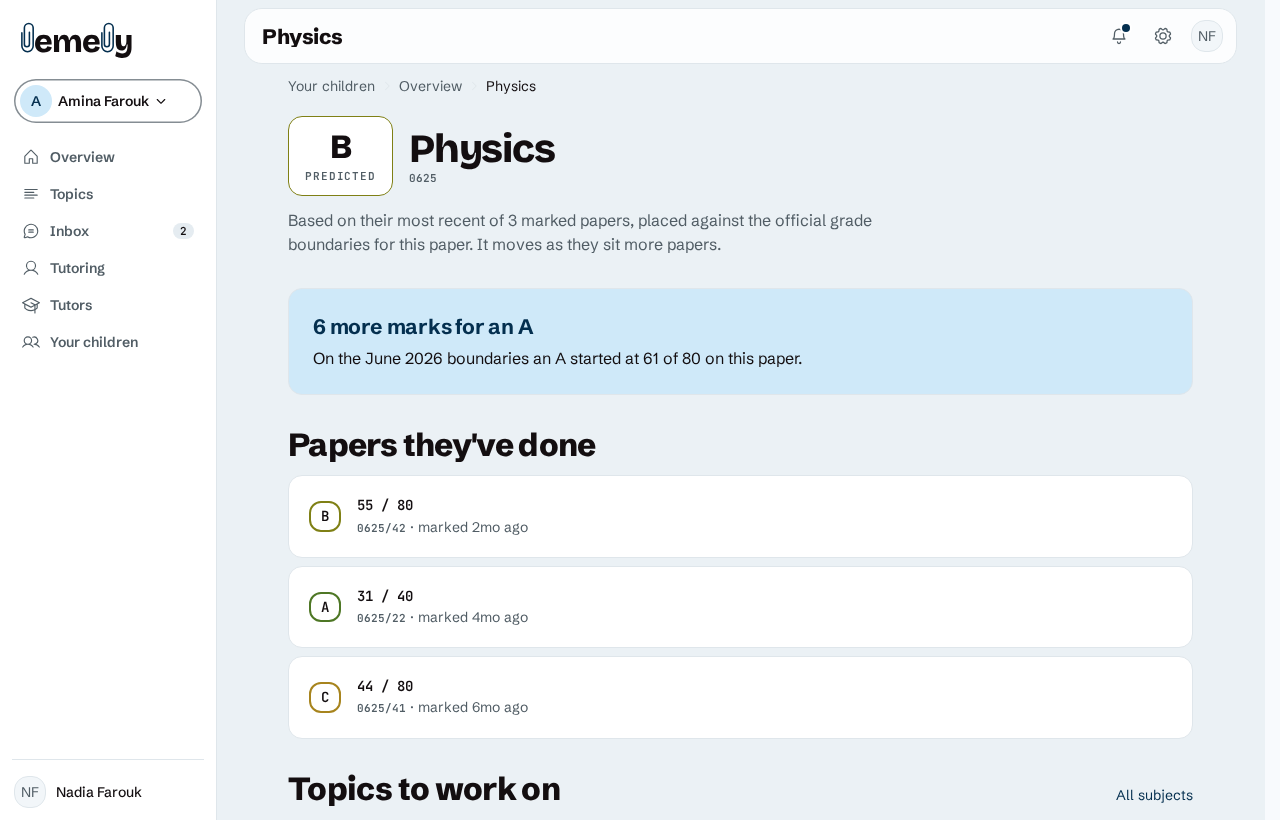 lemelly
A
Amina Farouk
Overview
Topics
Inbox
2
Tutoring
Tutors
Your children
NF
Nadia Farouk
Physics
NF
Your children
Overview
Physics
B
PREDICTED
Physics
0625
Based on their most recent of 3 marked papers, placed against the official grade
boundaries for this paper. It moves as they sit more papers.
6 more marks for an A
On the June 2026 boundaries an A started at 61 of 80 on this paper.
Papers they've done
B
55 / 80
0625/42 · marked 2mo ago
A
31 / 40
0625/22 · marked 4mo ago
C
44 / 80
0625/41 · marked 6mo ago
Topics to work on
All subjects